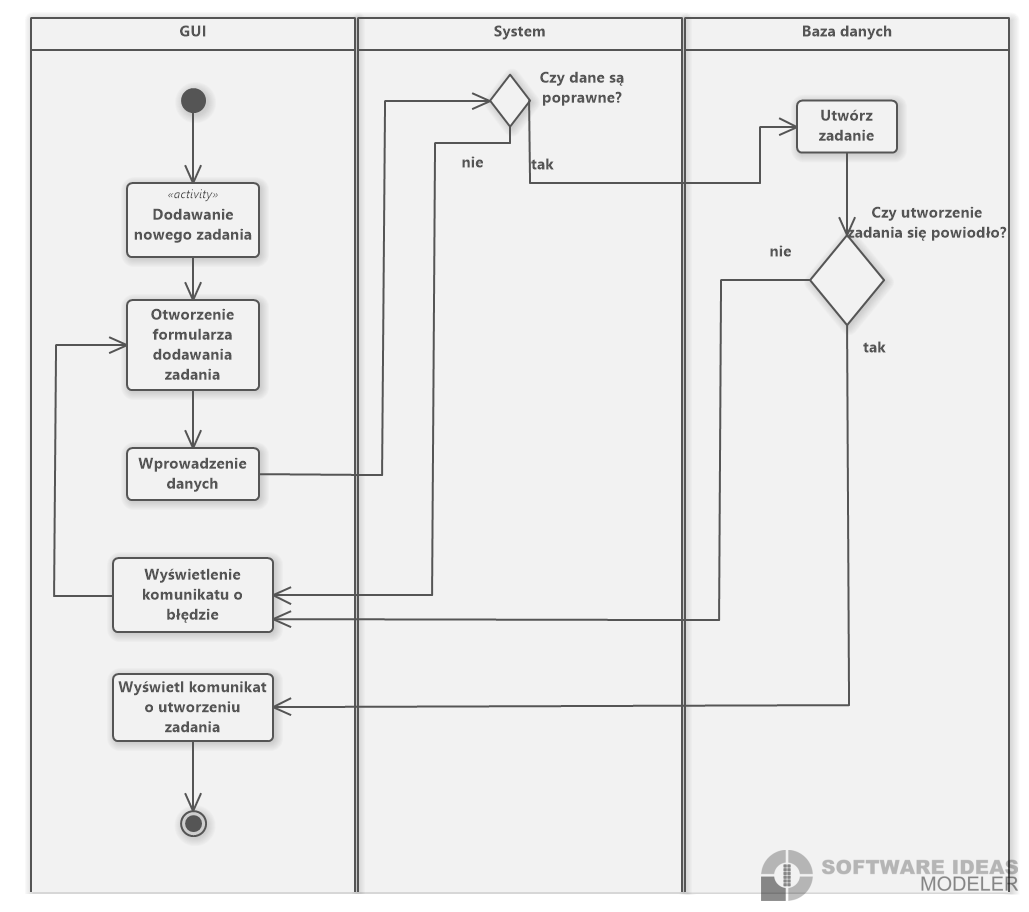 GUI
System
Baza danych
Czy dane są
poprawne?
nie
tak
Utwórz
zadanie
«activity»
Dodawanie
nowego zadania
Czy utworzenie
zadania się powiodło?
nie
tak
Otworzenie
formularza
dodawania
zadania
Wprowadzenie
danych
Wyświetlenie
komunikatu o
błędzie
Wyświetl komunikat
o utworzeniu
zadania
SOFTWARE IDEAS
MODELER